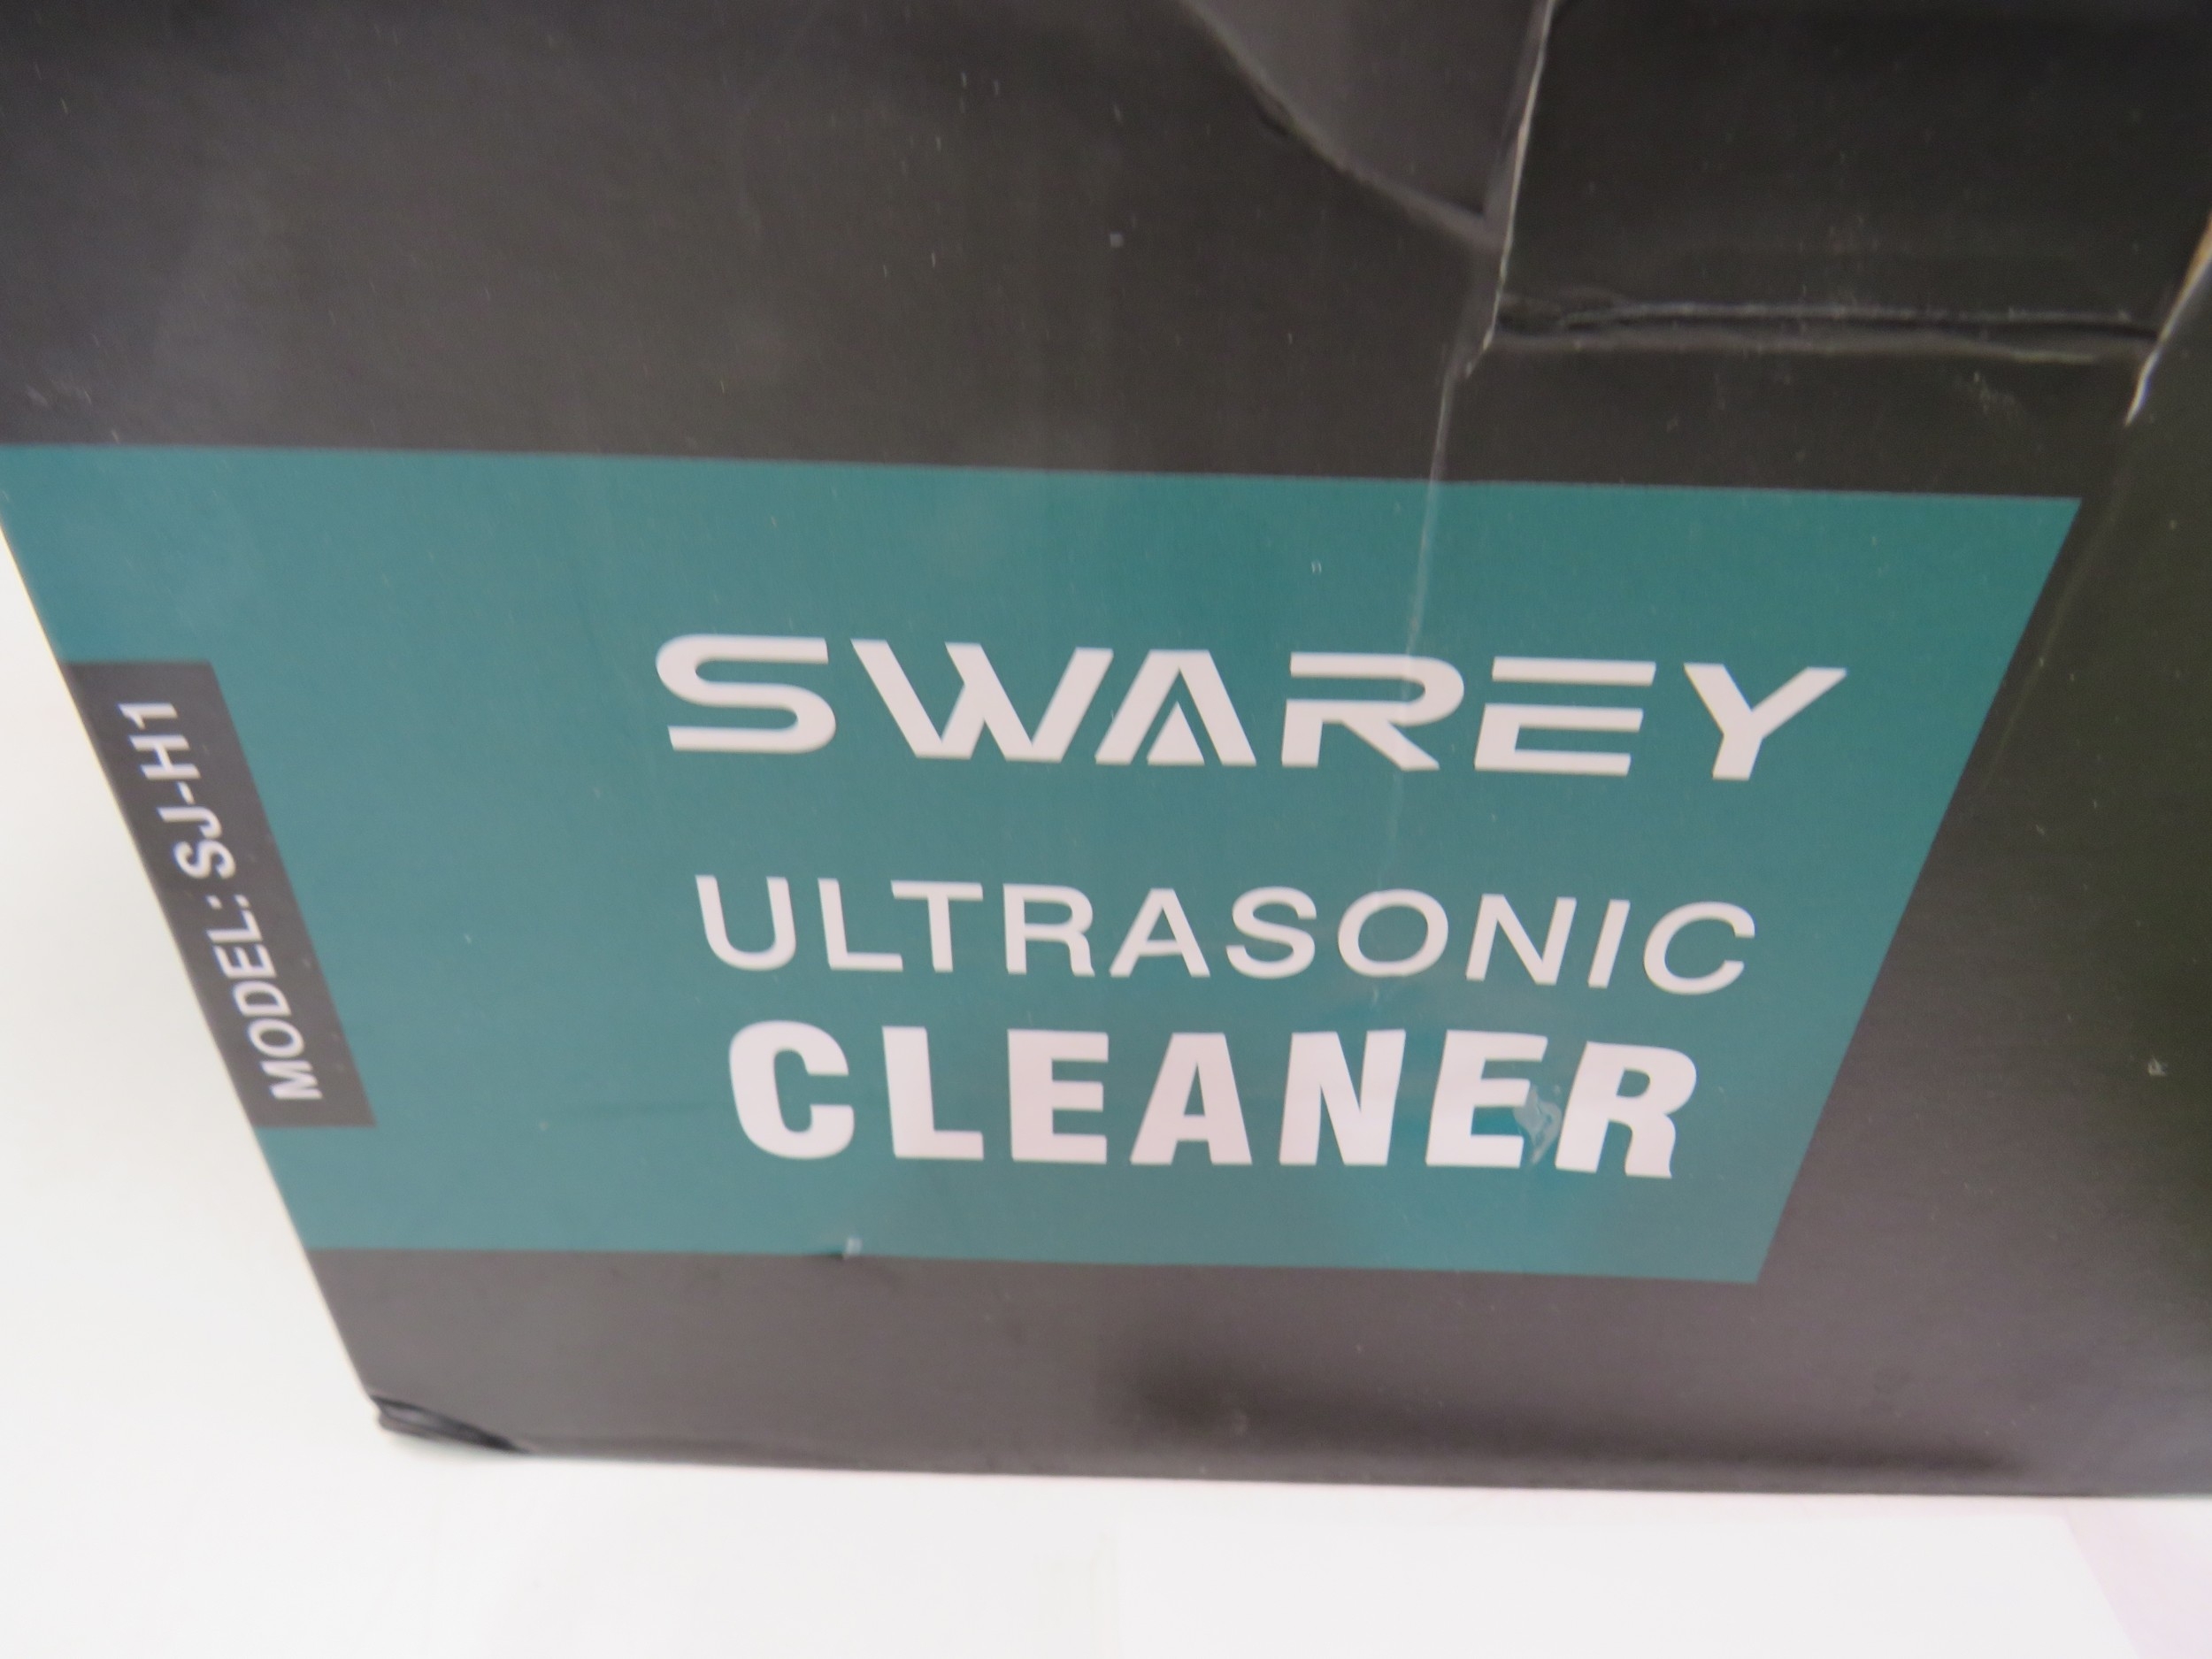 SWAREY
ULTRASONIC
CLEANER
MODEL: SJ-H1